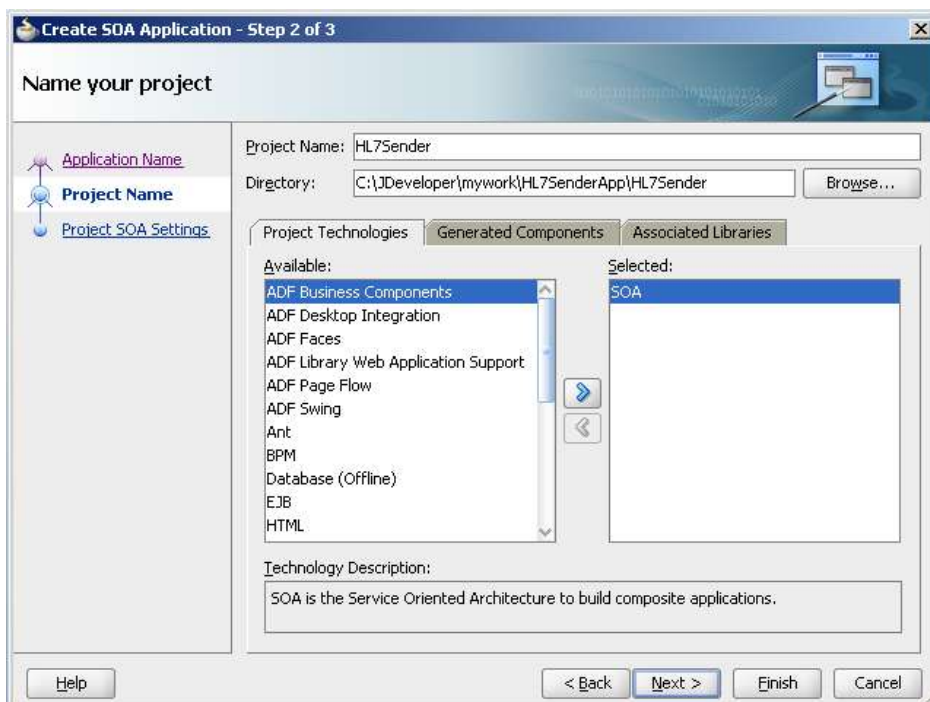 Create SOA Application - Step 2 of 3
Name your project
Application Name
Project Name
Project SOA Settings
Project Name: HL7Sender
Directory: C:\JDeveloper\mywork\HL7SenderApp\HL7Sender Browse...
Project Technologies Generated Components Associated Libraries
Available: Selected:
ADF Business Components SOA
ADF Desktop Integration
ADF Faces
ADF Library Web Application Support
ADF Page Flow
ADF Swing
Ant
BPM
Database (Offline)
EJB
HTML
Technology Description:
SOA is the Service Oriented Architecture to build composite applications.
Help < Back Next > Finish Cancel